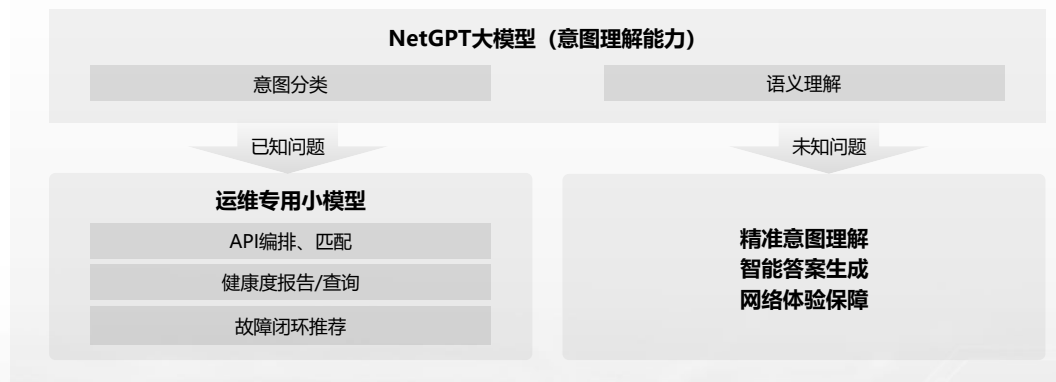 NetGPT大模型（意图理解能力）
意图分类
语义理解
已知问题
未知问题
运维专用小模型
API编排、匹配
健康度报告/查询
故障闭环推荐
精准意图理解
智能答案生成
网络体验保障